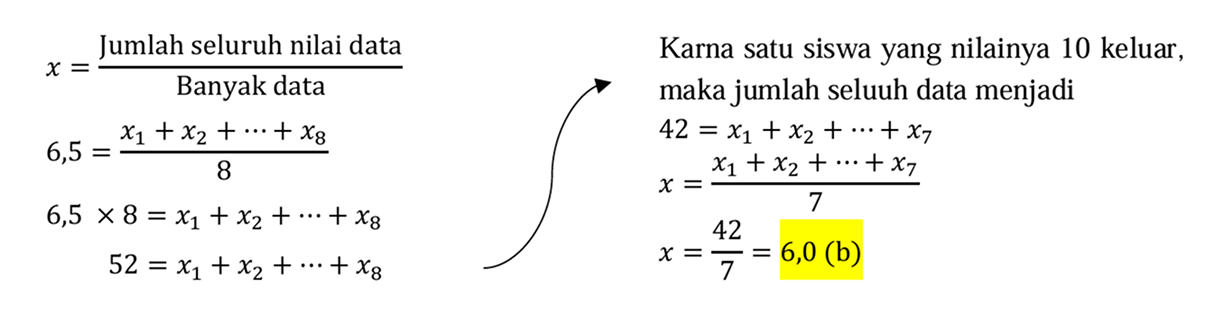 x = Jumlah seluruh nilai data / Banyak data
6,5 = x₁ + x₂ + ⋯ + x₈ / 8
6,5 × 8 = x₁ + x₂ + ⋯ + x₈
52 = x₁ + x₂ + ⋯ + x₈
Karna satu siswa yang nilainya 10 keluar,
maka jumlah seluuh data menjadi
42 = x₁ + x₂ + ⋯ + x₇
x = x₁ + x₂ + ⋯ + x₇ / 7
x = 42 / 7 = 6,0 (b)